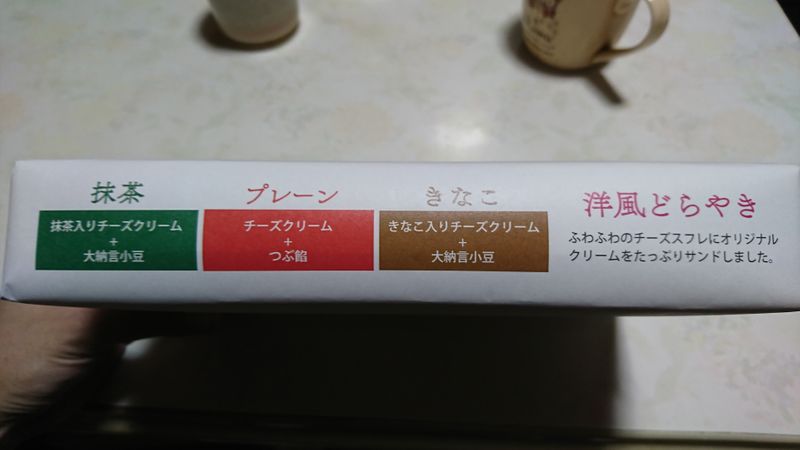 抹茶
抹茶入りチーズクリーム
+
大納言小豆
プレーン
チーズクリーム
+
つぶ餡
きなこ
きなこ入りチーズクリーム
+
大納言小豆
洋風どらやき
ふわふわのチーズスフレにオリジナル
クリームをたっぷりサンドしました。